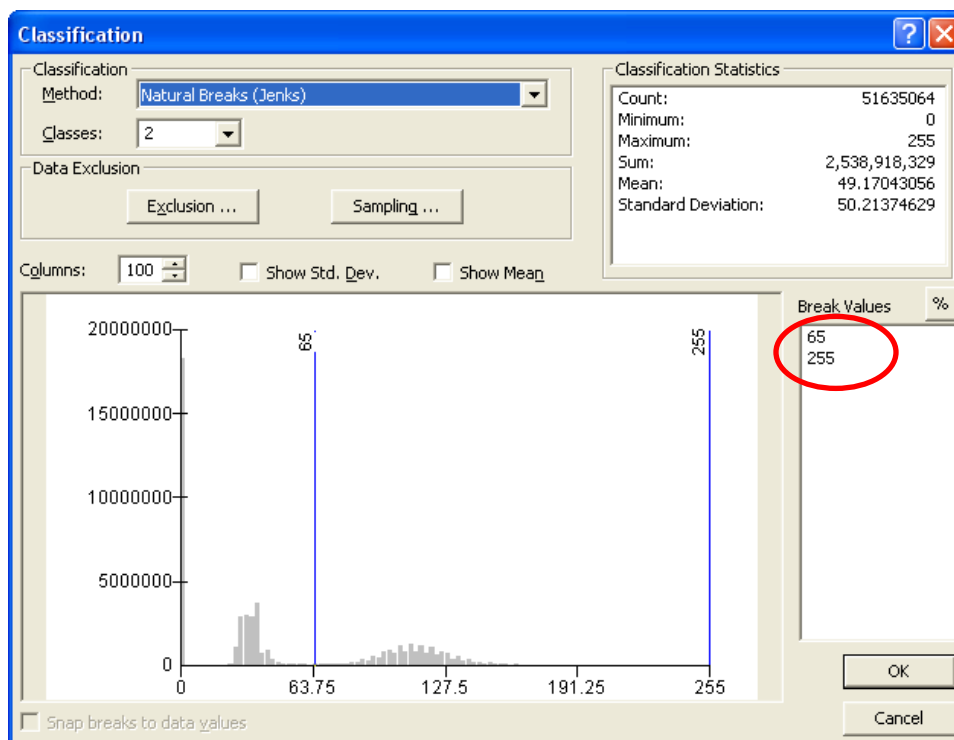 Classification
Classification
Method: Natural Breaks (Jenks)
Classes: 2
Data Exclusion
Exclusion ...
Sampling ...
Classification Statistics
Count: 51635064
Minimum: 0
Maximum: 255
Sum: 2,538,918,329
Mean: 49.17043056
Standard Deviation: 50.21374629
Columns: 100
Show Std. Dev.
Show Mean
Break Values
%
65
255
20000000
15000000
10000000
5000000
0
65
255
0 63.75 127.5 191.25 255
Snap breaks to data values
OK
Cancel